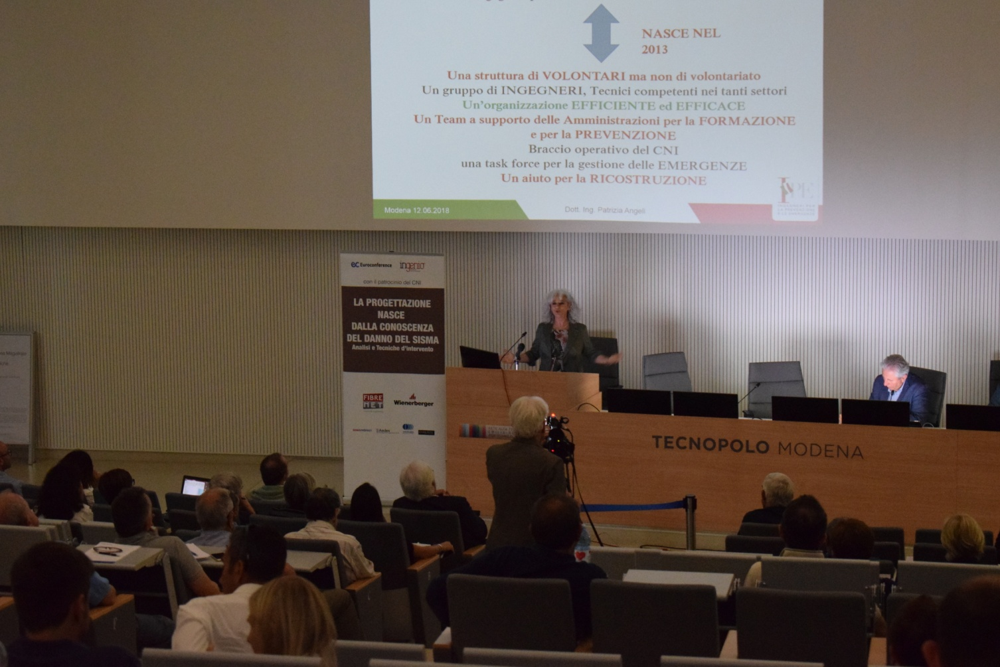 NASCE NEL
2013
Una struttura di VOLONTARI ma non di volontariato
Un gruppo di INGEGNERI, Tecnici competenti nei tanti settori
Un'organizzazione EFFICIENTE ed EFFICACE
Un Team a supporto delle Amministrazioni per la FORMAZIONE
e per la PREVENZIONE
Braccio operativo del CNI
una task force per la gestione delle EMERGENZE
Un aiuto per la RICOSTRUZIONE
Modena 12.06.2018
Dott. Ing. Patrizia Angeli
IPE
ec Euroconference
ingenio
con il patrocinio del CNI
LA PROGETTAZIONE
NASCE
DALLA CONOSCENZA
DEL DANNO DEL SISMA
Analisi e Tecniche d'intervento
FIBRE
NET
Wienerberger
TECNOPOLO MODENA